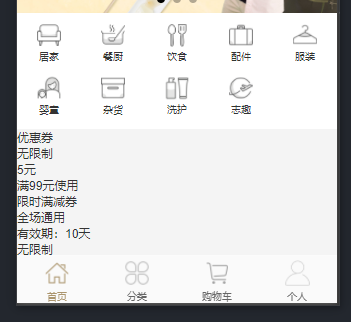 居家 餐厨 饮食 配件 服装
婴童 杂货 洗护 志趣
优惠券
无限制
5元
满99元使用
限时满减券
全场通用
有效期：10天
无限制
首页 分类 购物车 个人